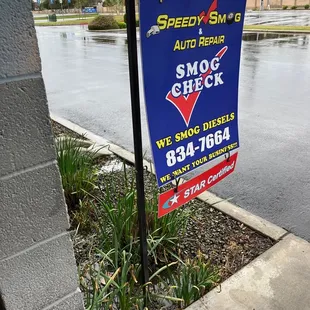 SPEEDY SMOG
&
AUTO REPAIR
SMOG
CHECK
WE SMOG DIESELS
834-7664
WE WANT YOUR BUSINESS!
STAR Certified